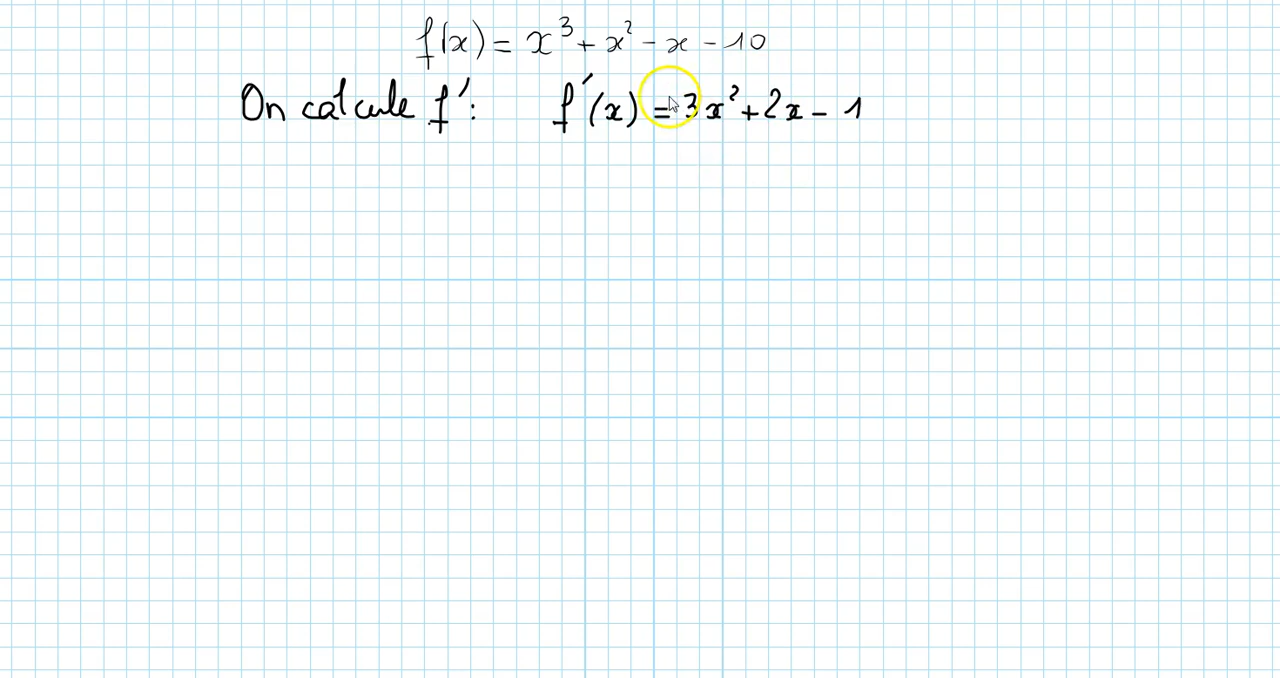 f(x) = x³ + x² - x - 10
On calcule f' : f'(x) = 3x² + 2x - 1